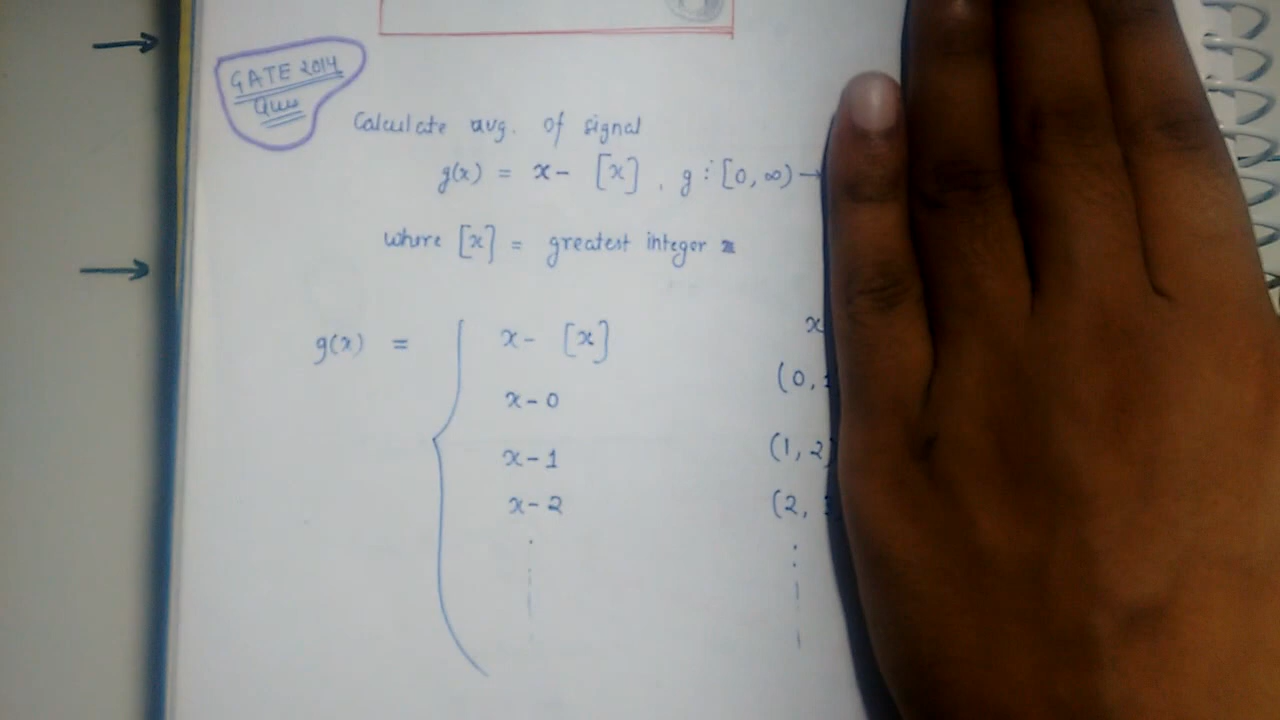 GATE 2014
Ques
Calculate avg. of signal
g(x) = x - [x] , g : [0, ∞) →
where [x] = greatest integer
g(x) = { x - [x] x
x - 0 (0,
x - 1 (1, 2)
x - 2 (2,